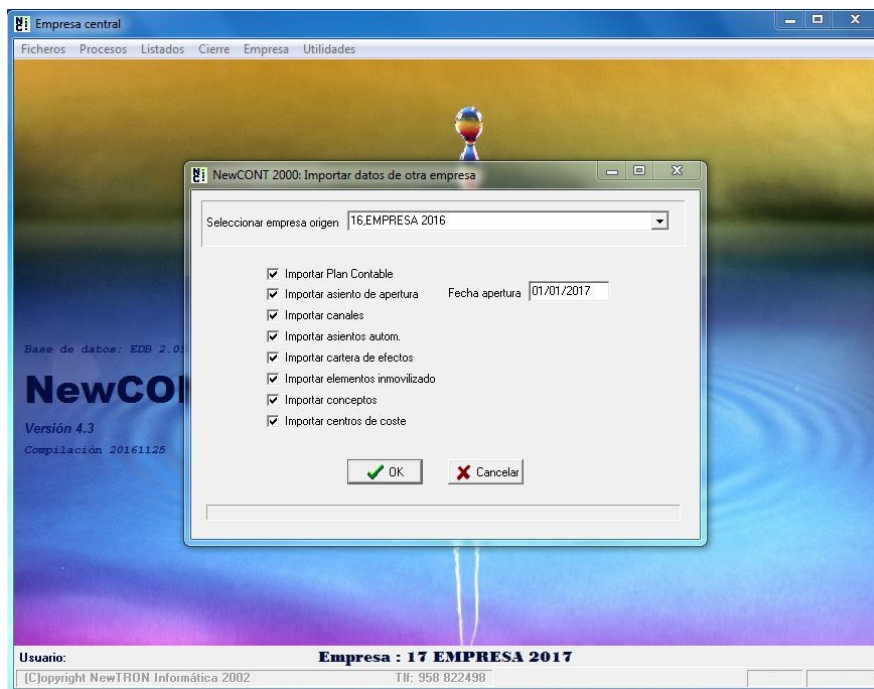 Empresa central
Ficheros Procesos Listados Cierre Empresa Utilidades
NewCONT 2000: Importar datos de otra empresa
Seleccionar empresa origen 16,EMPRESA 2016
Importar Plan Contable
Importar asiento de apertura Fecha apertura 01/01/2017
Importar canales
Importar asientos autom.
Importar cartera de efectos
Importar elementos inmovilizado
Importar conceptos
Importar centros de coste
OK Cancelar
Base de datos: EDB 2.0
NewCO
Versión 4.3
Compilación 20161125
Usuario: Empresa : 17 EMPRESA 2017
(C)opyright NewTRON Informática 2002 Tlf: 958 822498